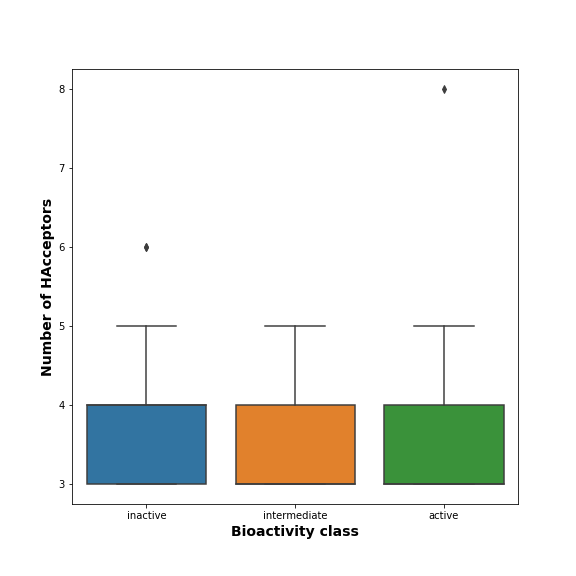 Number of HAcceptors
8
7
6
5
4
3
inactive intermediate active
Bioactivity class